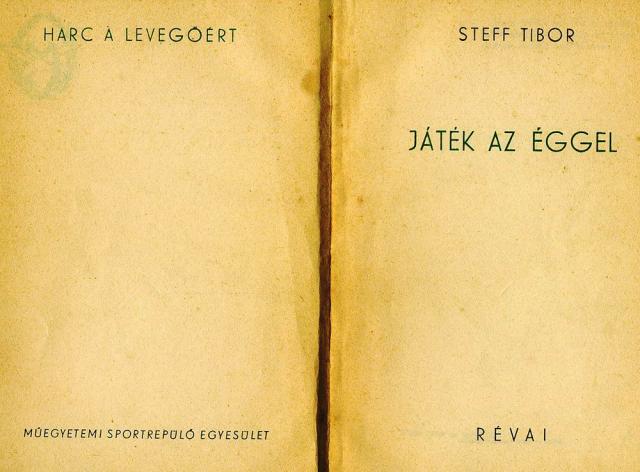 HARC A LEVEGŐÉRT
MŰEGYETEMI SPORTREPÜLŐ EGYESÜLET
STEFF TIBOR
JÁTÉK AZ ÉGGEL
RÉVAI